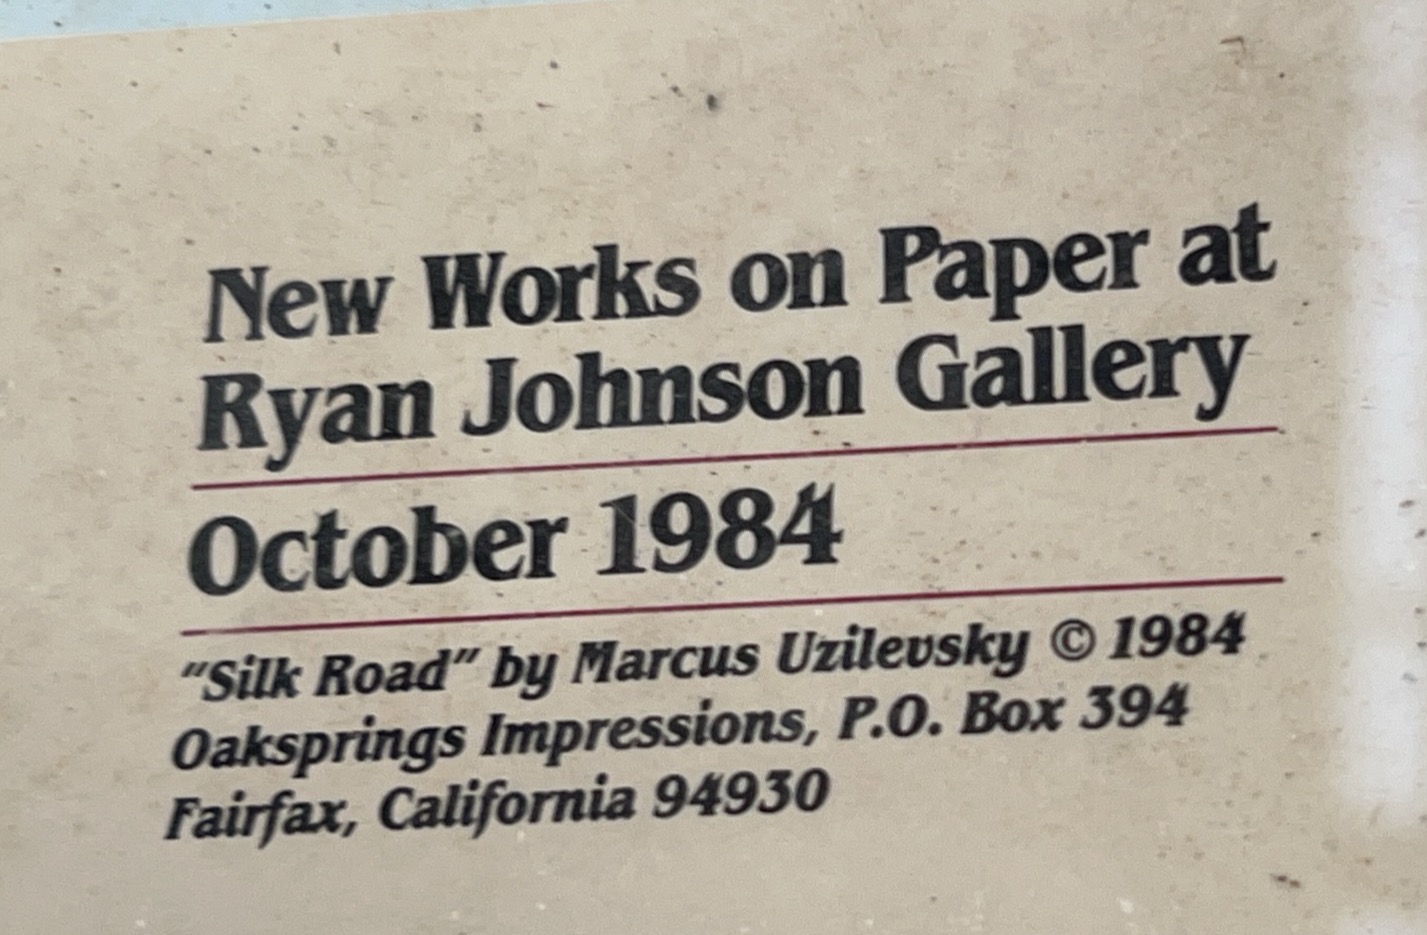 New Works on Paper at
Ryan Johnson Gallery
October 1984
"Silk Road" by Marcus Uzilevsky © 1984
Oaksprings Impressions, P.O. Box 394
Fairfax, California 94930